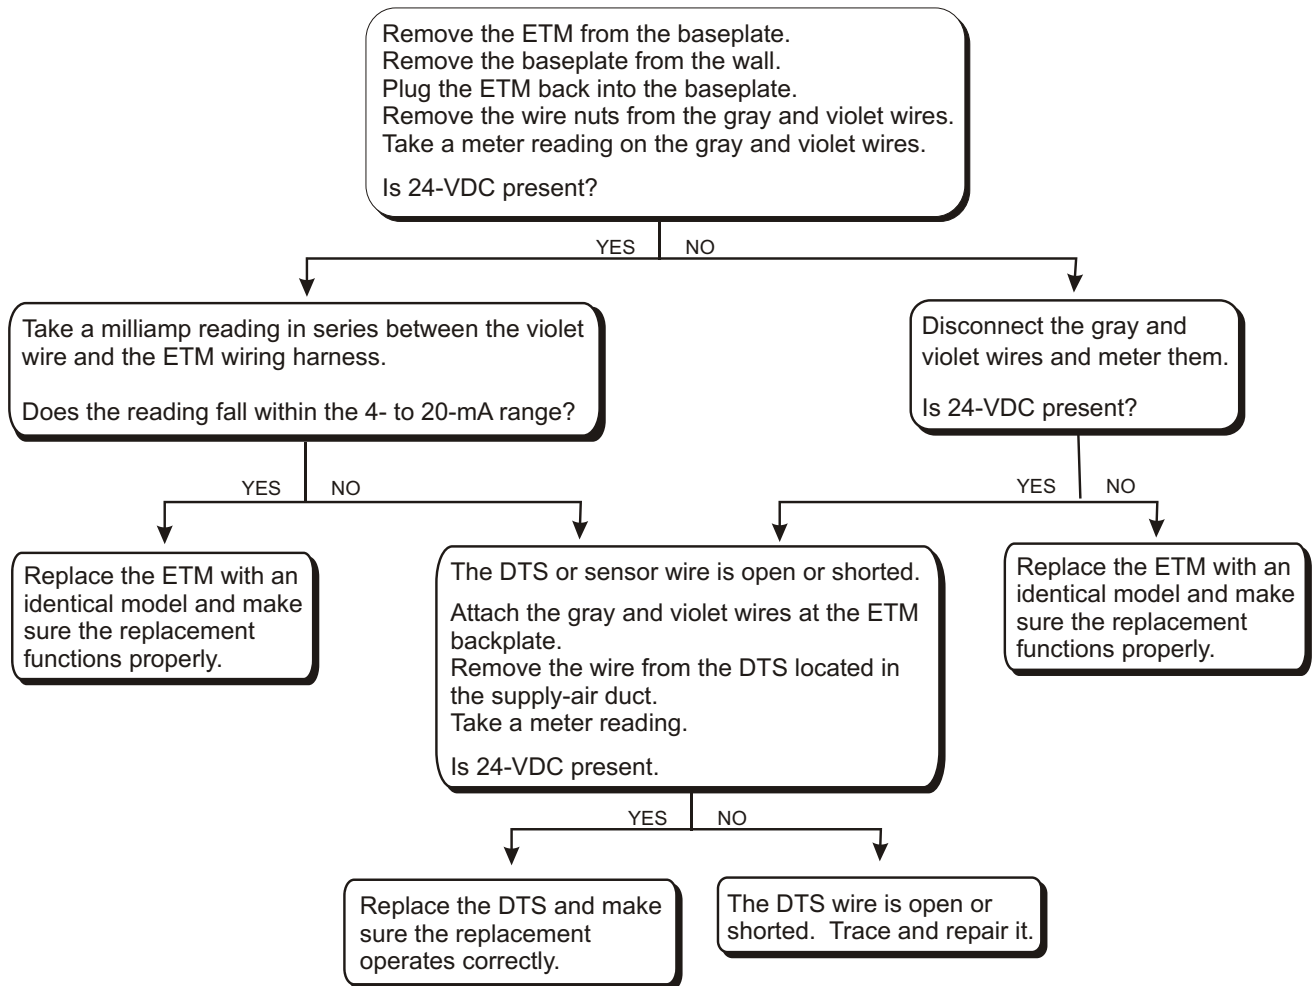 Remove the ETM from the baseplate.
Remove the baseplate from the wall.
Plug the ETM back into the baseplate.
Remove the wire nuts from the gray and violet wires.
Take a meter reading on the gray and violet wires.
Is 24-VDC present?
YES NO
Take a milliamp reading in series between the violet
wire and the ETM wiring harness.
Does the reading fall within the 4- to 20-mA range?
Disconnect the gray and
violet wires and meter them.
Is 24-VDC present?
YES NO
YES NO
Replace the ETM with an
identical model and make
sure the replacement
functions properly.
The DTS or sensor wire is open or shorted.
Attach the gray and violet wires at the ETM
backplate.
Remove the wire from the DTS located in
the supply-air duct.
Take a meter reading.
Is 24-VDC present.
Replace the ETM with an
identical model and make
sure the replacement
functions properly.
YES NO
Replace the DTS and make
sure the replacement
operates correctly.
The DTS wire is open or
shorted. Trace and repair it.